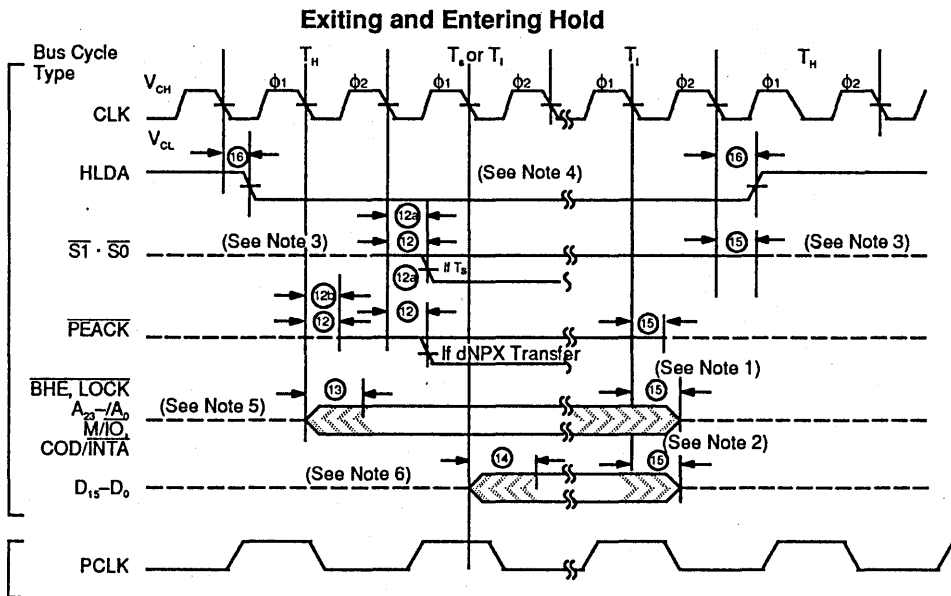 Exiting and Entering Hold
Bus Cycle Type
T_H
T_S or T_I
T_I
T_H
V_CH
ϕ1 ϕ2 ϕ1 ϕ2 ϕ1 ϕ2 ϕ1 ϕ2
CLK
V_CL
16
16
HLDA
(See Note 4)
12a
(See Note 3)
12
15
(See Note 3)
S1 · S0
12a
If T_S
12b
12
12
15
PEACK
If dNPX Transfer
(See Note 1)
BHE, LOCK
13
15
A23–/A0
(See Note 5)
M/IO,
COD/INTA
(See Note 2)
14
15
(See Note 6)
D15–D0
PCLK